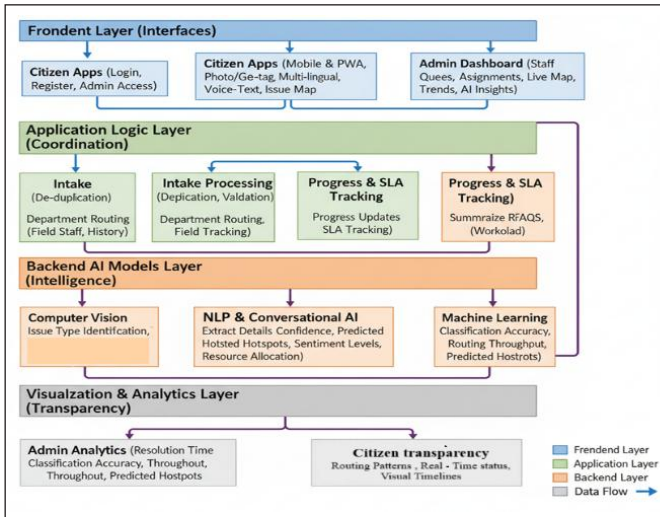 Frondent Layer (Interfaces)
Citizen Apps (Login,
Register, Admin Access)
Citizen Apps (Mobile & PWA,
Photo/Ge-tag, Multi-lingual,
Voice-Text, Issue Map
Admin Dashboard (Staff
Quees, Assignments, Live Map,
Trends, AI Insights)
Application Logic Layer
(Coordination)
Intake
(De-duplication)
Department Routing
(Field Staff, History)
Intake Processing
(Deplication, Valdation)
Department Routing,
Field Tracking)
Progress & SLA
Tracking
Progress Updates
SLA Tracking)
Progress & SLA
Tracking)
Summraize RFAQS,
(Workolad)
Backend AI Models Layer
(Intelligence)
Computer Vision
Issue Type Identifcation,
NLP & Conversational AI
Extract Details Confidence, Predicted
Hotsted Hotspots, Sentiment Levels,
Resource Allocation)
Machine Learning
Classification Accuracy,
Routing Throughput,
Predicted Hostrots)
Visualzation & Analytics Layer
(Transparency)
Admin Analytics (Resolution Time
Classification Accuracy, Throughout,
Throughout, Predicted Hostpots
Citizen transparency
Routing Patterns , Real - Time status,
Visual Timelines
Frendend Layer
Application Layer
Backend Layer
Data Flow